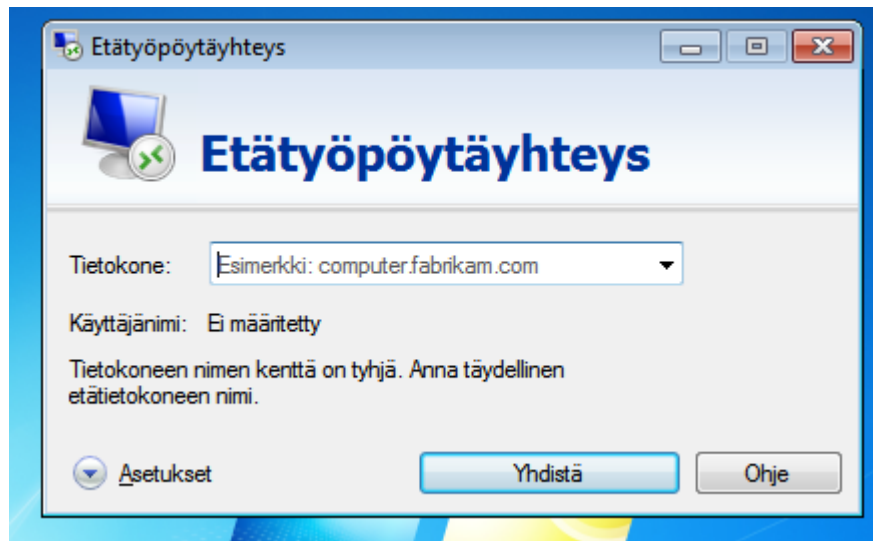 Etätyöpöytäyhteys
Etätyöpöytäyhteys
Tietokone: Esimerkki: computer.fabrikam.com
Käyttäjänimi: Ei määritetty
Tietokoneen nimen kenttä on tyhjä. Anna täydellinen
etätietokoneen nimi.
Asetukset Yhdistä Ohje